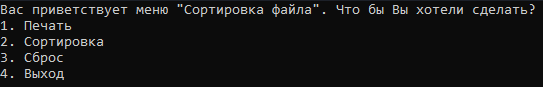 Вас приветствует меню "Сортировка файла". Что бы Вы хотели сделать?
1. Печать
2. Сортировка
3. Сброс
4. Выход